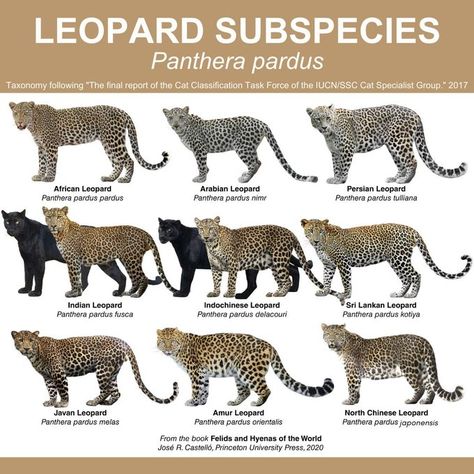 LEOPARD SUBSPECIES
Panthera pardus
Taxonomy following "The final report of the Cat Classification Task Force of the IUCN/SSC Cat Specialist Group." 2017
African Leopard
Panthera pardus pardus
Arabian Leopard
Panthera pardus nimr
Persian Leopard
Panthera pardus tulliana
Indian Leopard
Panthera pardus fusca
Indochinese Leopard
Panthera pardus delacouri
Sri Lankan Leopard
Panthera pardus kotiya
Javan Leopard
Panthera pardus melas
Amur Leopard
Panthera pardus orientalis
North Chinese Leopard
Panthera pardus japonensis
From the book Felids and Hyenas of the World
José R. Castelló, Princeton University Press, 2020